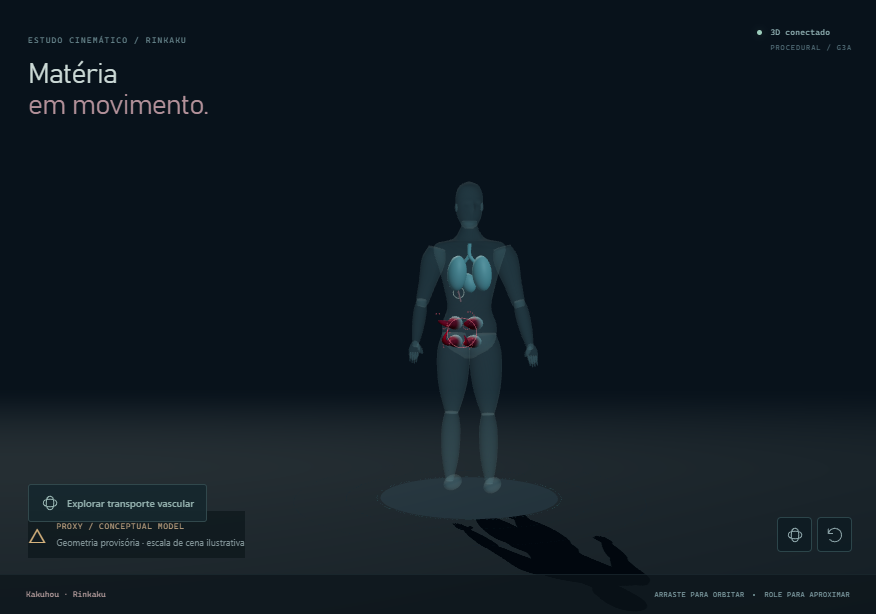 ESTUDO CINEMÁTICO / RINKAKU
Matéria
em movimento.
3D conectado
PROCEDURAL / G3A
Explorar transporte vascular
PROXY / CONCEPTUAL MODEL
Geometria provisória · escala de cena ilustrativa
Kakuhou · Rinkaku
ARRASTE PARA ORBITAR • ROLE PARA APROXIMAR